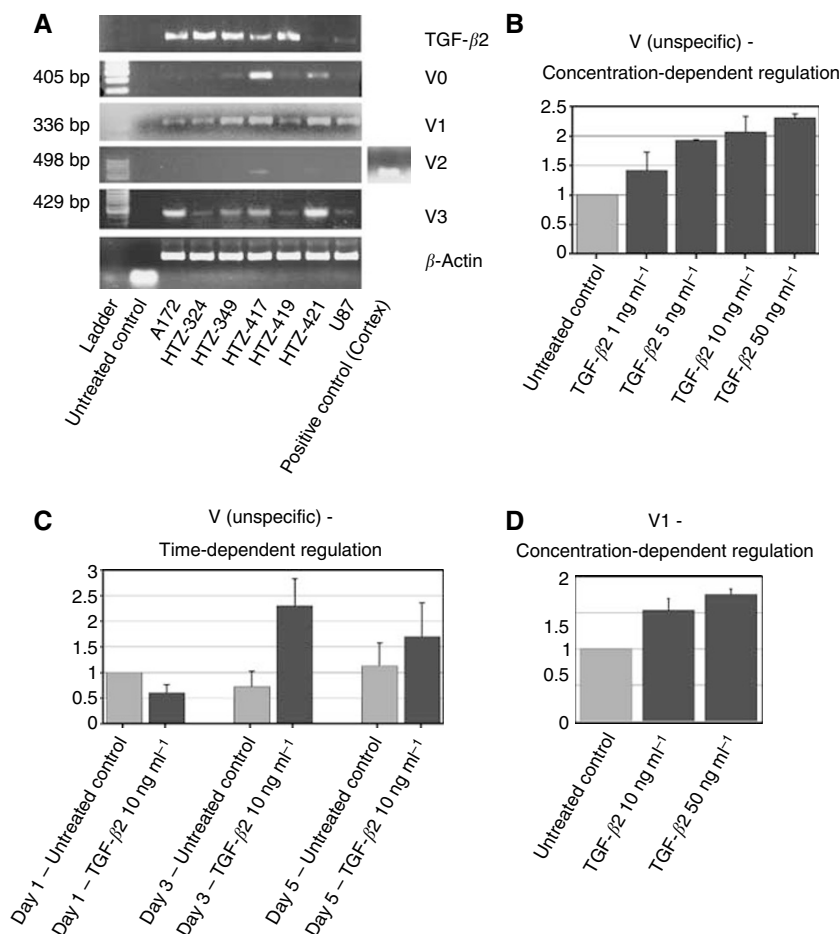 A
TGF-β2
405 bp
V0
336 bp
V1
498 bp
V2
429 bp
V3
β-Actin
Ladder
Untreated control
A172
HTZ-324
HTZ-349
HTZ-417
HTZ-419
HTZ-421
U87
Positive control (Cortex)
B
V (unspecific) -
Concentration-dependent regulation
2.5
2
1.5
1
0.5
0
Untreated control
TGF-β2 1 ng ml⁻¹
TGF-β2 5 ng ml⁻¹
TGF-β2 10 ng ml⁻¹
TGF-β2 50 ng ml⁻¹
C
V (unspecific) -
Time-dependent regulation
3
2.5
2
1.5
1
0.5
0
Day 1 – Untreated control
Day 1 – TGF-β2 10 ng ml⁻¹
Day 3 – Untreated control
Day 3 – TGF-β2 10 ng ml⁻¹
Day 5 – Untreated control
Day 5 – TGF-β2 10 ng ml⁻¹
D
V1 -
Concentration-dependent regulation
2
1.5
1
0.5
0
Untreated control
TGF-β2 10 ng ml⁻¹
TGF-β2 50 ng ml⁻¹